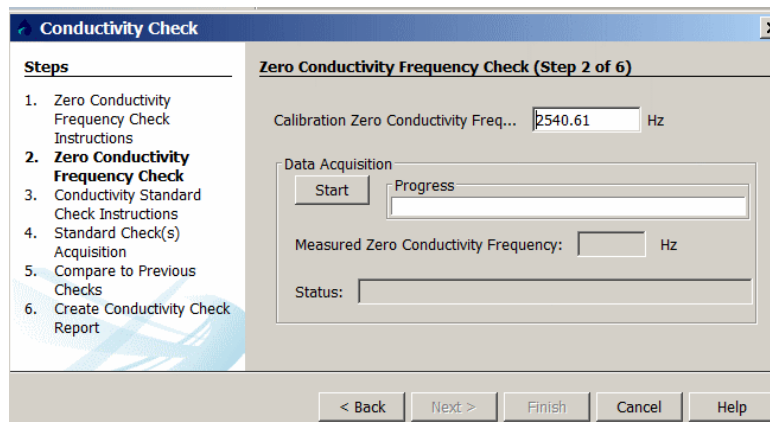 Conductivity Check
Steps
1. Zero Conductivity
Frequency Check
Instructions
2. Zero Conductivity
Frequency Check
3. Conductivity Standard
Check Instructions
4. Standard Check(s)
Acquisition
5. Compare to Previous
Checks
6. Create Conductivity Check
Report
Zero Conductivity Frequency Check (Step 2 of 6)
Calibration Zero Conductivity Freq... 2540.61 Hz
Data Acquisition
Start Progress
Measured Zero Conductivity Frequency: Hz
Status:
< Back Next > Finish Cancel Help